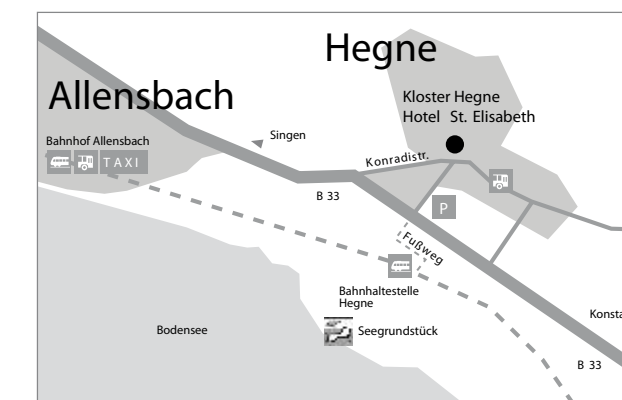 Hegne
Allensbach
Kloster Hegne
Hotel St. Elisabeth
Bahnhof Allensbach
TAXI
Singen
Konradistr.
B 33
P
Fußweg
Bahnhaltestelle
Hegne
Bodensee
Seegrundstück
Konsta
B 33